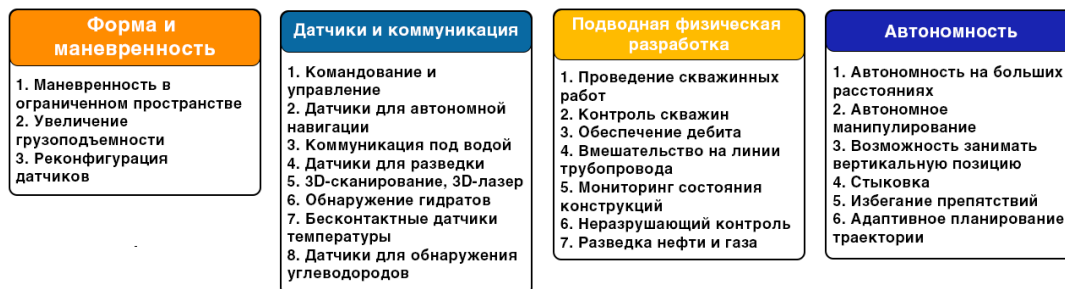 Форма и
маневренность
1. Маневренность в
ограниченном пространстве
2. Увеличение
грузоподъемности
3. Реконфигурация
датчиков
Датчики и коммуникация
1. Командование и
управление
2. Датчики для автономной
навигации
3. Коммуникация под водой
4. Датчики для разведки
5. 3D-сканирование, 3D-лазер
6. Обнаружение гидратов
7. Бесконтактные датчики
температуры
8. Датчики для обнаружения
углеводородов
Подводная физическая
разработка
1. Проведение скважинных
работ
2. Контроль скважин
3. Обеспечение дебита
4. Вмешательство на линии
трубопровода
5. Мониторинг состояния
конструкций
6. Неразрушающий контроль
7. Разведка нефти и газа
Автономность
1. Автономность на больших
расстояниях
2. Автономное
манипулирование
3. Возможность занимать
вертикальную позицию
4. Стыковка
5. Избегание препятствий
6. Адаптивное планирование
траектории